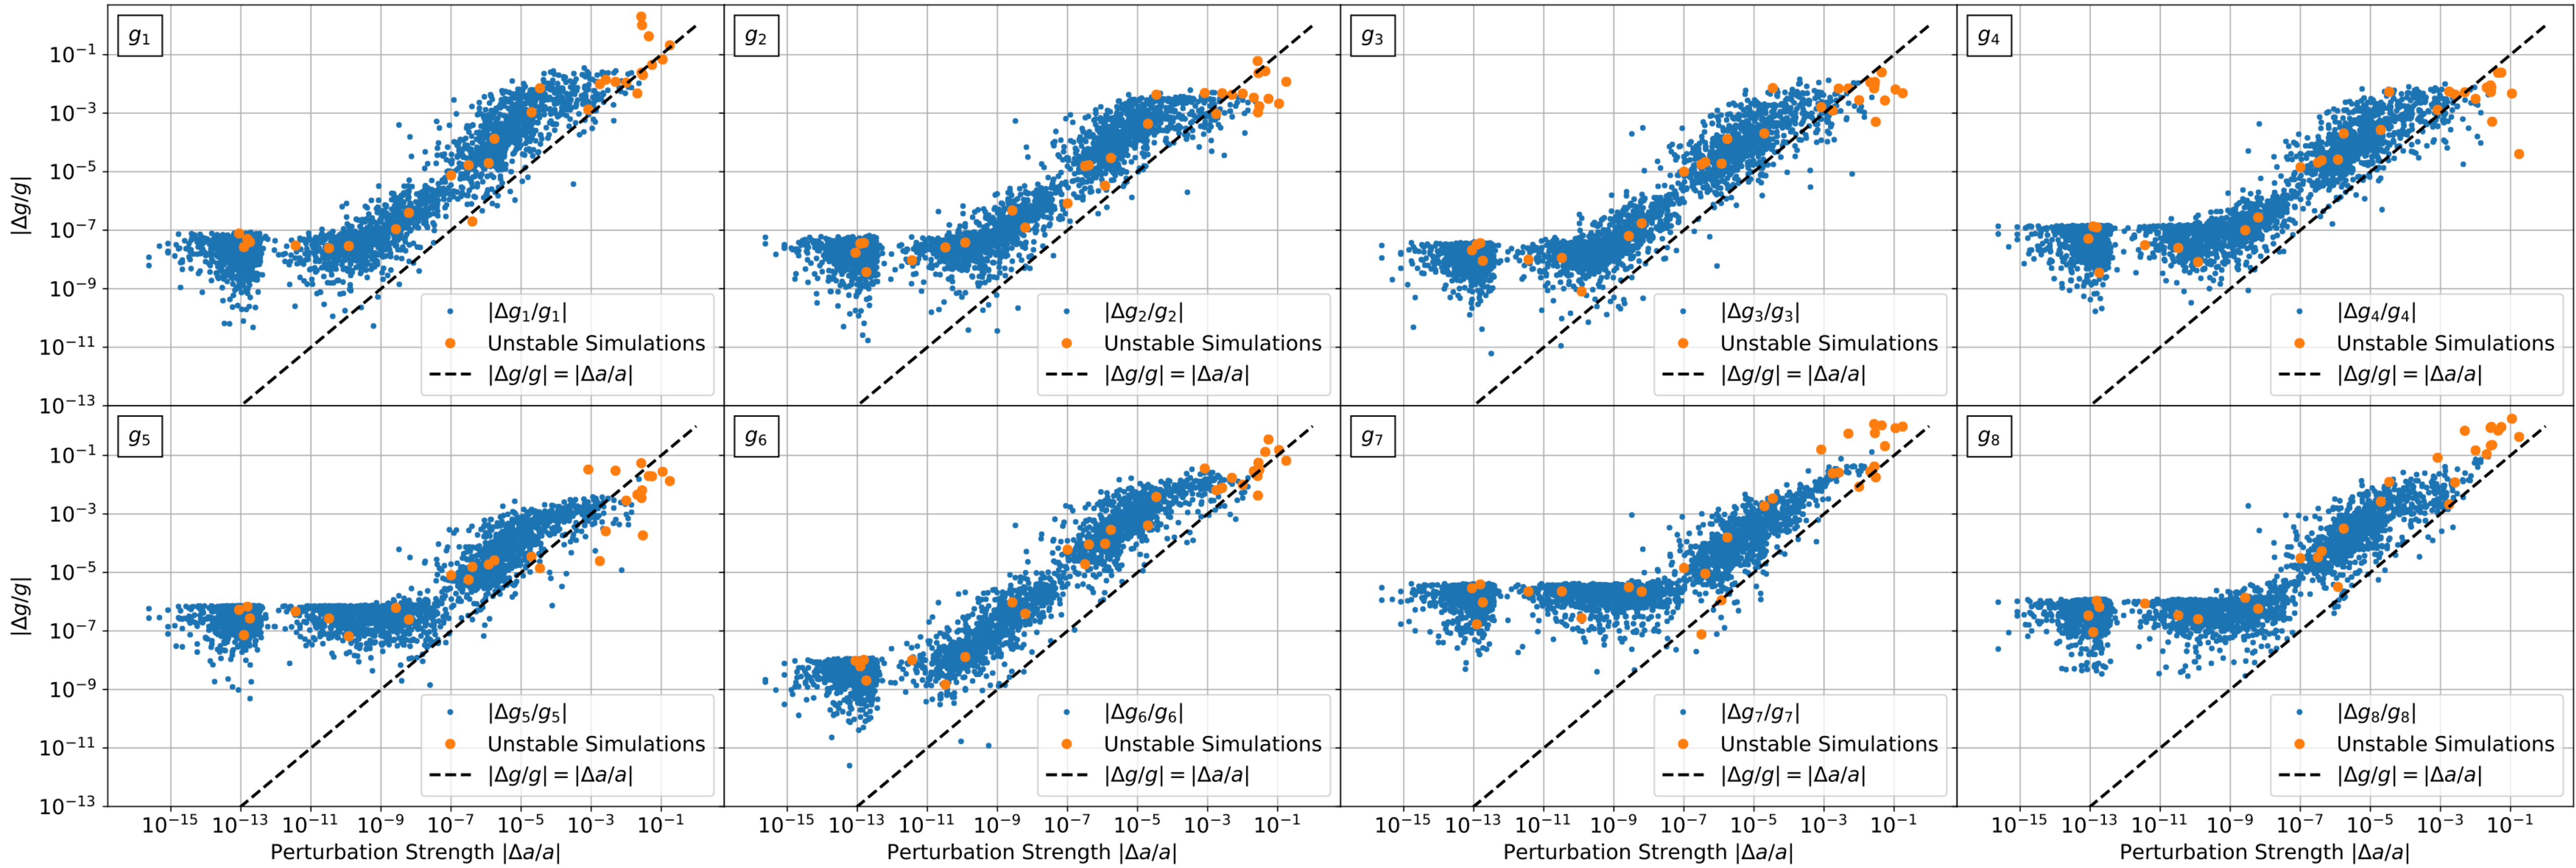 g₁ g₂ g₃ g₄
10⁻¹
10⁻³
10⁻⁵
10⁻⁷
10⁻⁹
10⁻¹¹
10⁻¹³
|Δg/g|
|Δg₁/g₁|
Unstable Simulations
|Δg/g| = |Δa/a|
|Δg₂/g₂|
Unstable Simulations
|Δg/g| = |Δa/a|
|Δg₃/g₃|
Unstable Simulations
|Δg/g| = |Δa/a|
|Δg₄/g₄|
Unstable Simulations
|Δg/g| = |Δa/a|
g₅ g₆ g₇ g₈
10⁻¹
10⁻³
10⁻⁵
10⁻⁷
10⁻⁹
10⁻¹¹
10⁻¹³
|Δg/g|
|Δg₅/g₅|
Unstable Simulations
|Δg/g| = |Δa/a|
|Δg₆/g₆|
Unstable Simulations
|Δg/g| = |Δa/a|
|Δg₇/g₇|
Unstable Simulations
|Δg/g| = |Δa/a|
|Δg₈/g₈|
Unstable Simulations
|Δg/g| = |Δa/a|
10⁻¹⁵ 10⁻¹³ 10⁻¹¹ 10⁻⁹ 10⁻⁷ 10⁻⁵ 10⁻³ 10⁻¹
Perturbation Strength |Δa/a|
10⁻¹⁵ 10⁻¹³ 10⁻¹¹ 10⁻⁹ 10⁻⁷ 10⁻⁵ 10⁻³ 10⁻¹
Perturbation Strength |Δa/a|
10⁻¹⁵ 10⁻¹³ 10⁻¹¹ 10⁻⁹ 10⁻⁷ 10⁻⁵ 10⁻³ 10⁻¹
Perturbation Strength |Δa/a|
10⁻¹⁵ 10⁻¹³ 10⁻¹¹ 10⁻⁹ 10⁻⁷ 10⁻⁵ 10⁻³ 10⁻¹
Perturbation Strength |Δa/a|